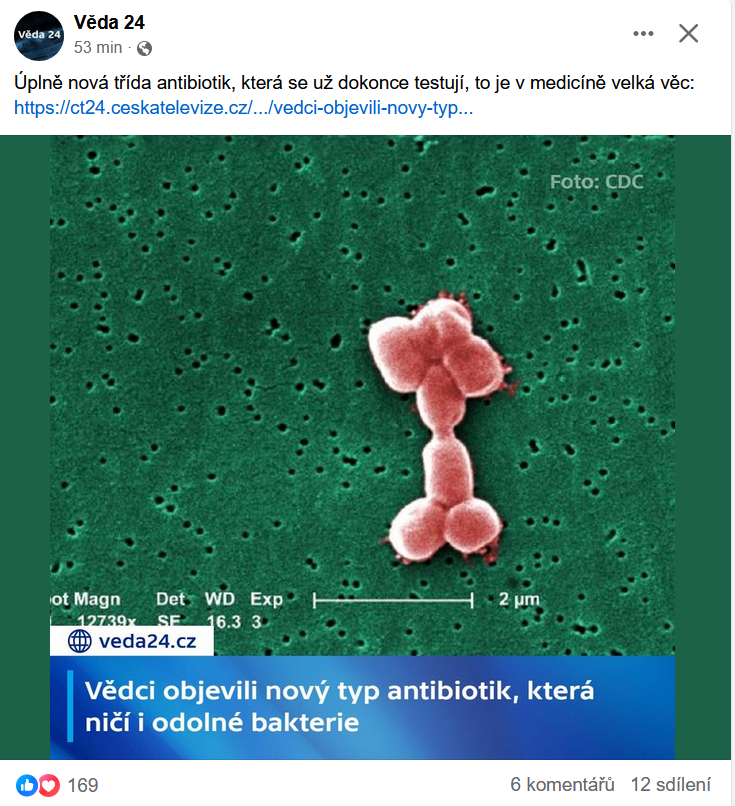 Věda 24
Věda 24
53 min ·
Úplně nová třída antibiotik, která se už dokonce testují, to je v medicíně velká věc:
https://ct24.ceskatelevize.cz/.../vedci-objevili-novy-typ...
Foto: CDC
ot Magn Det WD Exp 2 µm
12739x SE 16.3 3
veda24.cz
Vědci objevili nový typ antibiotik, která
ničí i odolné bakterie
169 6 komentářů 12 sdílení